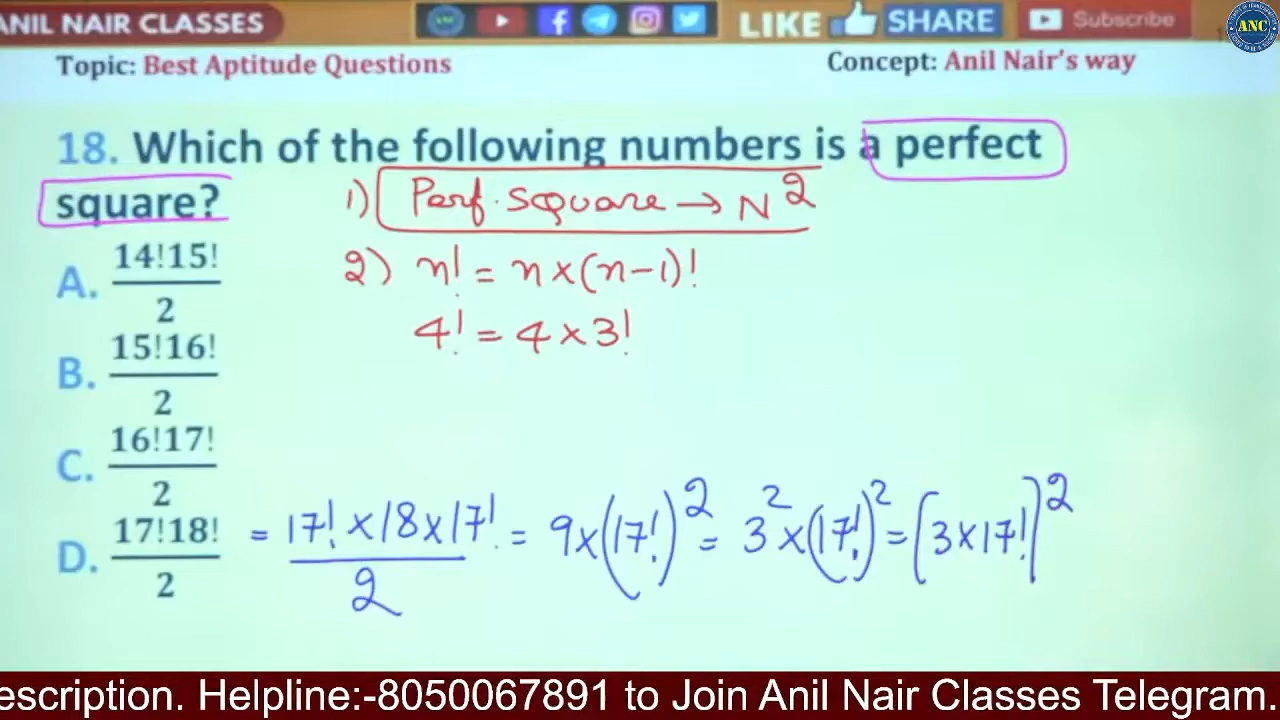 ANIL NAIR CLASSES
LIKE SHARE Subscribe
ANC
Topic: Best Aptitude Questions
Concept: Anil Nair's way
18. Which of the following numbers is a perfect
square?
1) Perf. Square → N²
2) n! = n×(n-1)!
4! = 4×3!
A. 14!15!/2
B. 15!16!/2
C. 16!17!/2
D. 17!18!/2 = 17!×18×17!/2 = 9×(17!)² = 3²×(17!)² = (3×17!)²
escription. Helpline:-8050067891 to Join Anil Nair Classes Telegram.